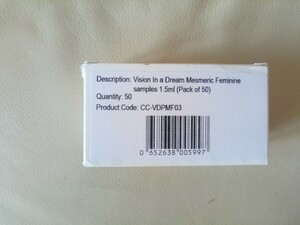 Description: Vision In a Dream Mesmeric Feminine
samples 1.5ml (Pack of 50)
Quantity: 50
Product Code: CC-VDPMF03
0 652638 005997